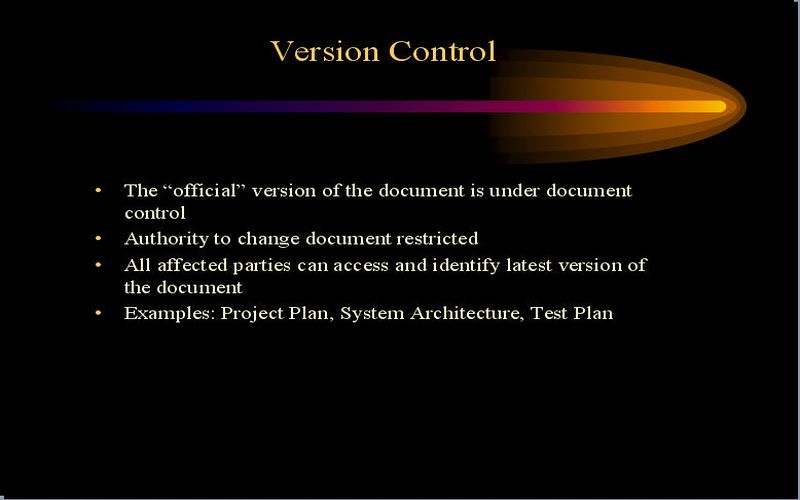 Version Control
• The “official” version of the document is under document
control
• Authority to change document restricted
• All affected parties can access and identify latest version of
the document
• Examples: Project Plan, System Architecture, Test Plan